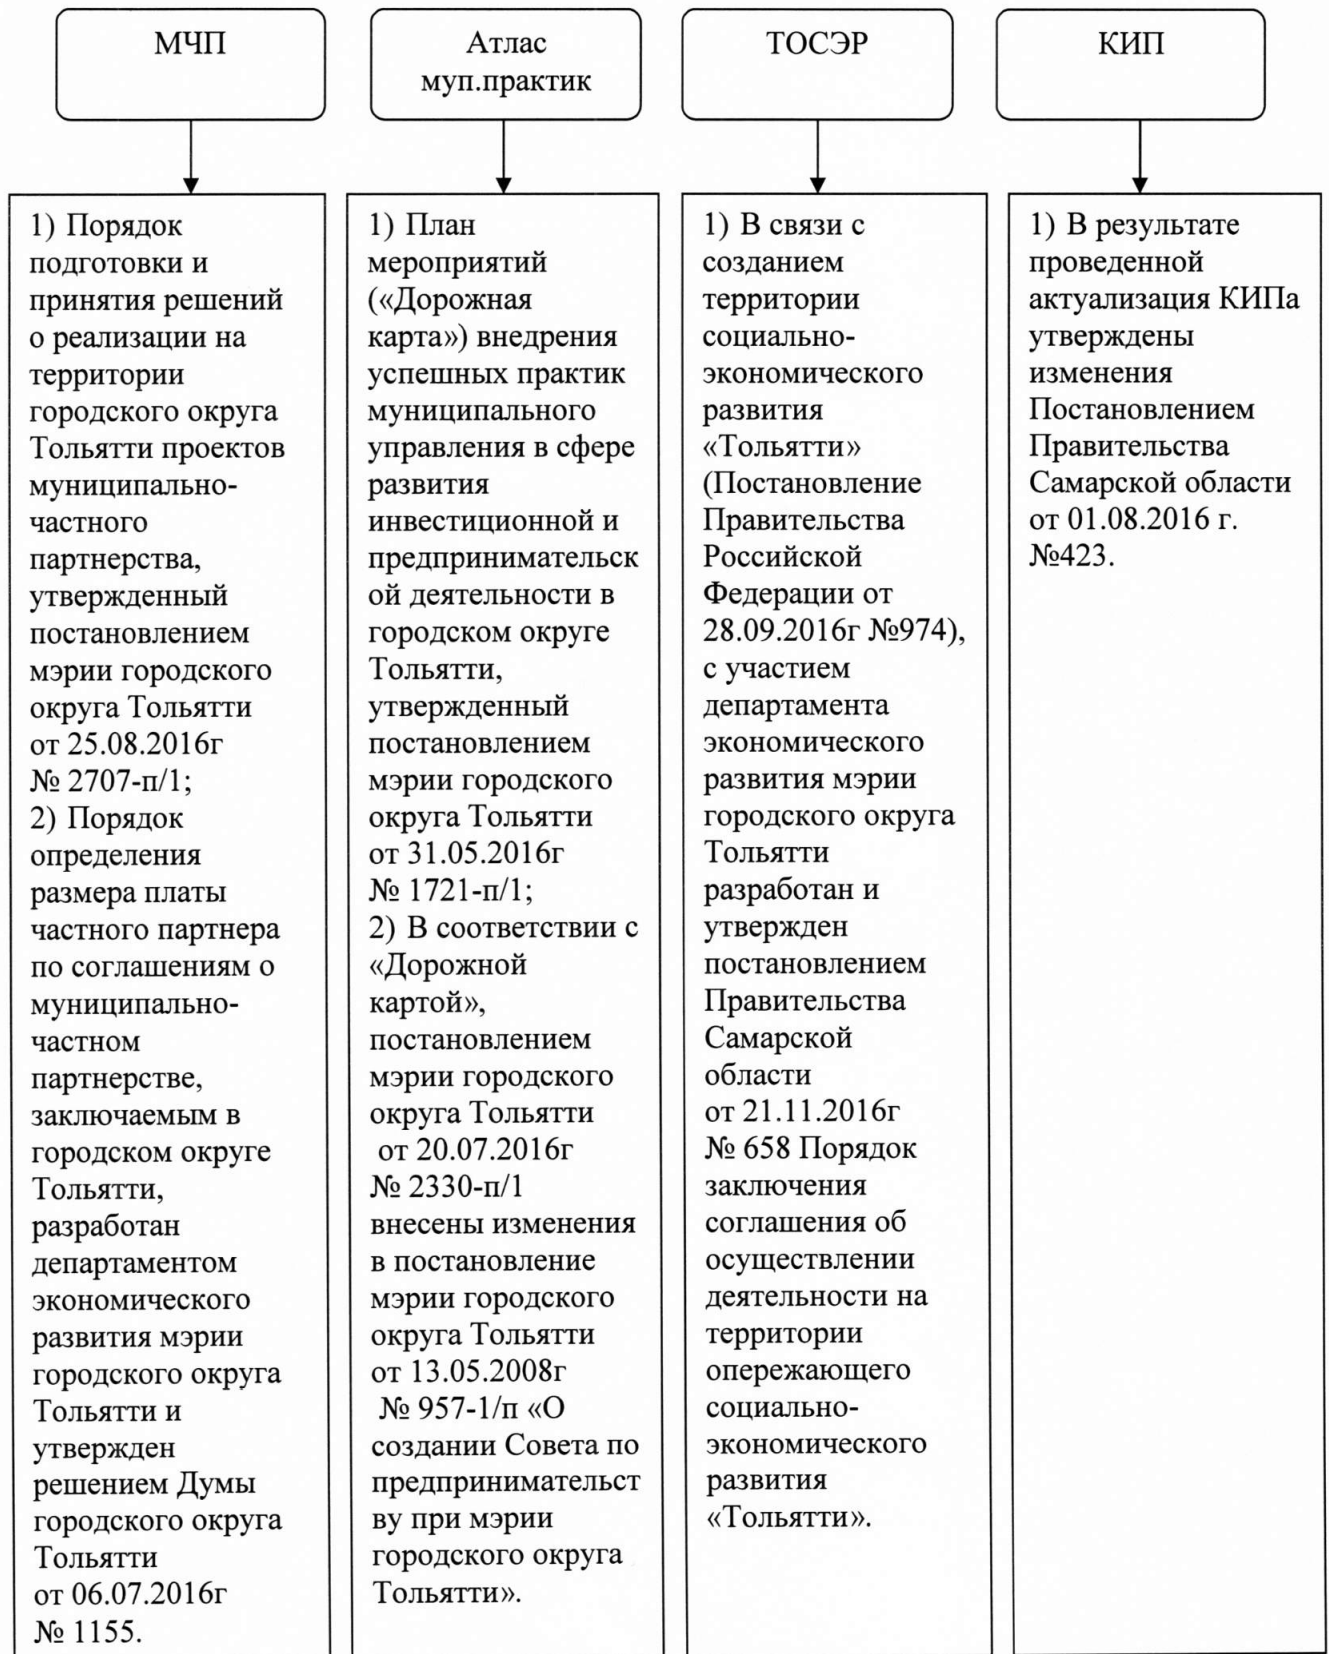 МЧП
Атлас
муп.практик
ТОСЭР
КИП
1) Порядок
подготовки и
принятия решений
о реализации на
территории
городского округа
Тольятти проектов
муниципально-
частного
партнерства,
утвержденный
постановлением
мэрии городского
округа Тольятти
от 25.08.2016г
№ 2707-п/1;
2) Порядок
определения
размера платы
частного партнера
по соглашениям о
муниципально-
частном
партнерстве,
заключаемым в
городском округе
Тольятти,
разработан
департаментом
экономического
развития мэрии
городского округа
Тольятти и
утвержден
решением Думы
городского округа
Тольятти
от 06.07.2016г
№ 1155.
1) План
мероприятий
(«Дорожная
карта») внедрения
успешных практик
муниципального
управления в сфере
развития
инвестиционной и
предпринимательск
ой деятельности в
городском округе
Тольятти,
утвержденный
постановлением
мэрии городского
округа Тольятти
от 31.05.2016г
№ 1721-п/1;
2) В соответствии с
«Дорожной
картой»,
постановлением
мэрии городского
округа Тольятти
от 20.07.2016г
№ 2330-п/1
внесены изменения
в постановление
мэрии городского
округа Тольятти
от 13.05.2008г
№ 957-1/п «О
создании Совета по
предпринимательст
ву при мэрии
городского округа
Тольятти».
1) В связи с
созданием
территории
социально-
экономического
развития
«Тольятти»
(Постановление
Правительства
Российской
Федерации от
28.09.2016г №974),
с участием
департамента
экономического
развития мэрии
городского округа
Тольятти
разработан и
утвержден
постановлением
Правительства
Самарской
области
от 21.11.2016г
№ 658 Порядок
заключения
соглашения об
осуществлении
деятельности на
территории
опережающего
социально-
экономического
развития
«Тольятти».
1) В результате
проведенной
актуализация КИПа
утверждены
изменения
Постановлением
Правительства
Самарской области
от 01.08.2016 г.
№423.